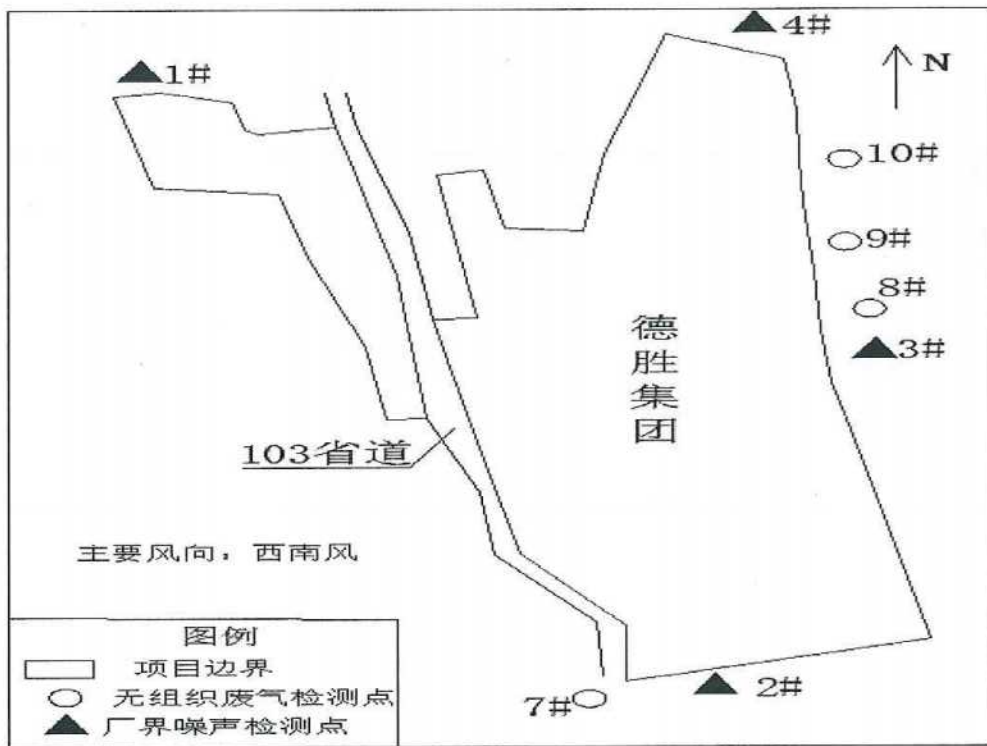 4#
1#
N
10#
9#
8#
3#
德胜集团
103省道
主要风向：西南风
图例
项目边界
无组织废气检测点
厂界噪声检测点
7#
2#